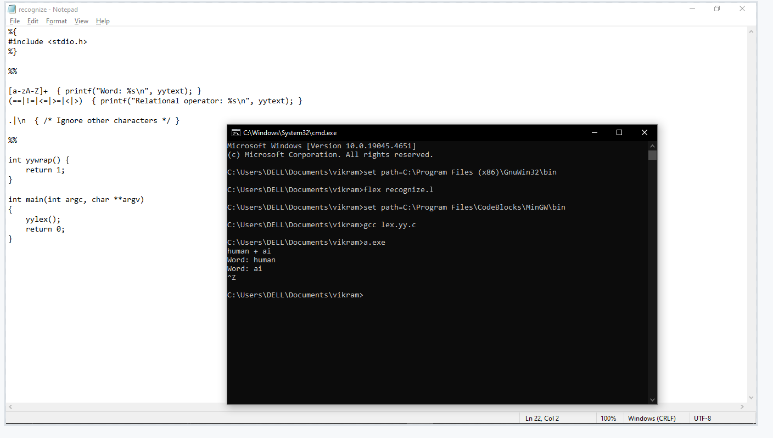 recognize - Notepad
File Edit Format View Help
%{
#include <stdio.h>
%}
%%
[a-zA-Z]+  { printf("Word: %s\n", yytext); }
(==|!=|<=|>=|<|>)  { printf("Relational operator: %s\n", yytext); }
.|\n  { /* Ignore other characters */ }
%%
int yywrap() {
    return 1;
}
int main(int argc, char **argv)
{
    yylex();
    return 0;
}
C:\Windows\System32\cmd.exe
Microsoft Windows [Version 10.0.19045.4651]
(c) Microsoft Corporation. All rights reserved.
C:\Users\DELL\Documents\vikram>set path=C:\Program Files (x86)\GnuWin32\bin
C:\Users\DELL\Documents\vikram>flex recognize.l
C:\Users\DELL\Documents\vikram>set path=C:\Program Files\CodeBlocks\MinGW\bin
C:\Users\DELL\Documents\vikram>gcc lex.yy.c
C:\Users\DELL\Documents\vikram>a.exe
human + ai
Word: human
Word: ai
^Z
C:\Users\DELL\Documents\vikram>
Ln 22, Col 2 100% Windows (CRLF) UTF-8